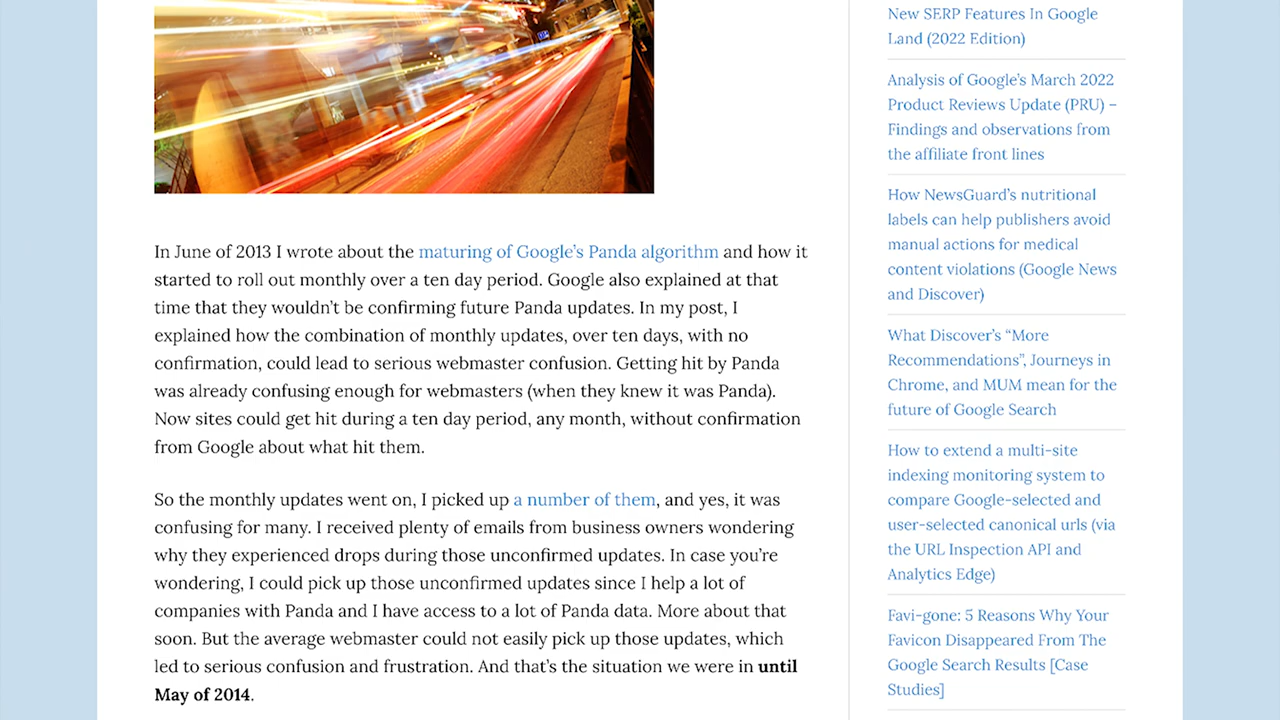 In June of 2013 I wrote about the maturing of Google's Panda algorithm and how it
started to roll out monthly over a ten day period. Google also explained at that
time that they wouldn't be confirming future Panda updates. In my post, I
explained how the combination of monthly updates, over ten days, with no
confirmation, could lead to serious webmaster confusion. Getting hit by Panda
was already confusing enough for webmasters (when they knew it was Panda).
Now sites could get hit during a ten day period, any month, without confirmation
from Google about what hit them.
So the monthly updates went on, I picked up a number of them, and yes, it was
confusing for many. I received plenty of emails from business owners wondering
why they experienced drops during those unconfirmed updates. In case you're
wondering, I could pick up those unconfirmed updates since I help a lot of
companies with Panda and I have access to a lot of Panda data. More about that
soon. But the average webmaster could not easily pick up those updates, which
led to serious confusion and frustration. And that's the situation we were in until
May of 2014.
New SERP Features In Google
Land (2022 Edition)
Analysis of Google's March 2022
Product Reviews Update (PRU) –
Findings and observations from
the affiliate front lines
How NewsGuard's nutritional
labels can help publishers avoid
manual actions for medical
content violations (Google News
and Discover)
What Discover's “More
Recommendations”, Journeys in
Chrome, and MUM mean for the
future of Google Search
How to extend a multi-site
indexing monitoring system to
compare Google-selected and
user-selected canonical urls (via
the URL Inspection API and
Analytics Edge)
Favi-gone: 5 Reasons Why Your
Favicon Disappeared From The
Google Search Results [Case
Studies]